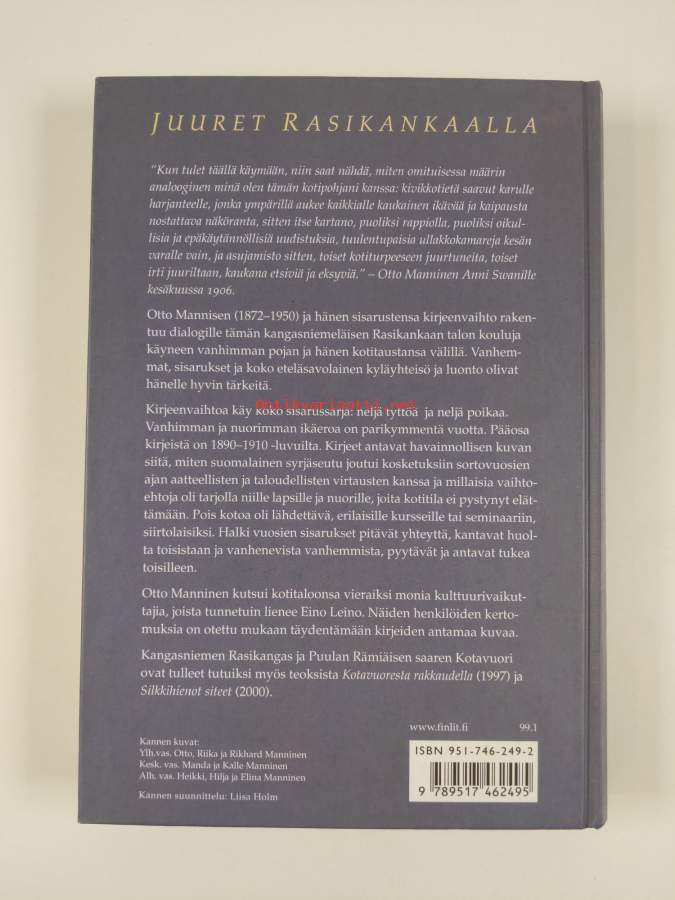 JUURET RASIKANKAALLA
"Kun tulet täällä käymään, niin saat nähdä, miten omituisessa määrin
analooginen minä olen tämän kotipohjani kanssa: kivikkotietä saavut karulle
harjanteelle, jonka ympärillä aukee kaikkialle kaukainen ikävää ja kaipausta
nostattava näköranta, sitten itse kartano, puoliksi rappiolla, puoliksi oikul-
lisia ja epäkäytännöllisiä uudistuksia, tuulentupaisia ullakkokamareja kesän
varalle vain, ja asujamisto sitten, toiset kotiturpeeseen juurtuneita, toiset
irti juuriltaan, kaukana etsiviä ja eksyviä." – Otto Manninen Anni Swanille
kesäkuussa 1906.
Otto Mannisen (1872–1950) ja hänen sisarustensa kirjeenvaihto raken-
tuu dialogille tämän kangasniemeläisen Rasikankaan talon kouluja
käyneen vanhimman pojan ja hänen kotitaustansa välillä. Vanhem-
mat, sisarukset ja koko eteläsavolainen kyläyhteisö ja luonto olivat
hänelle hyvin tärkeitä.
Antikvariaatti.net
Kirjeenvaihtoa käy koko sisarussarja: neljä tyttöä ja neljä poikaa.
Vanhimman ja nuorimman ikäeroa on parikymmentä vuotta. Pääosa
kirjeistä on 1890–1910 -luvuilta. Kirjeet antavat havainnollisen kuvan
siitä, miten suomalainen syrjäseutu joutui kosketuksiin sortovuosien
ajan aatteellisten ja taloudellisten virtausten kanssa ja millaisia vaihto-
ehtoja oli tarjolla niille lapsille ja nuorille, joita kotitila ei pystynyt elät-
tämään. Pois kotoa oli lähdettävä, erilaisille kursseille tai seminaariin,
siirtolaisiksi. Halki vuosien sisarukset pitävät yhteyttä, kantavat huol-
ta toisistaan ja vanhenevista vanhemmista, pyytävät ja antavat tukea
toisilleen.
Otto Manninen kutsui kotitaloonsa vieraiksi monia kulttuurivaikut-
tajia, joista tunnetuin lienee Eino Leino. Näiden henkilöiden kerto-
muksia on otettu mukaan täydentämään kirjeiden antamaa kuvaa.
Kangasniemen Rasikangas ja Puulan Rämiäisen saaren Kotavuori
ovat tulleet tutuiksi myös teoksista Kotavuoresta rakkaudella (1997) ja
Silkkihienot siteet (2000).
www.finlit.fi 99.1
Kannen kuvat:
Ylh.vas. Otto, Riika ja Rikhard Manninen
Kesk. vas. Manda ja Kalle Manninen
Alh. vas. Heikki, Hilja ja Elina Manninen
Kannen suunnittelu: Liisa Holm
ISBN 951-746-249-2
9 789517 462495